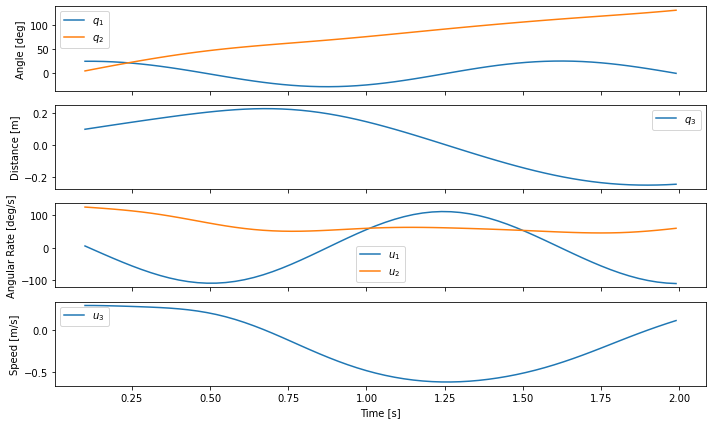 Angle [deg]
100
50
0
q1
q2
Distance [m]
0.2
0.0
−0.2
q3
Angular Rate [deg/s]
100
0
−100
u1
u2
Speed [m/s]
0.0
−0.5
u3
0.25 0.50 0.75 1.00 1.25 1.50 1.75 2.00
Time [s]